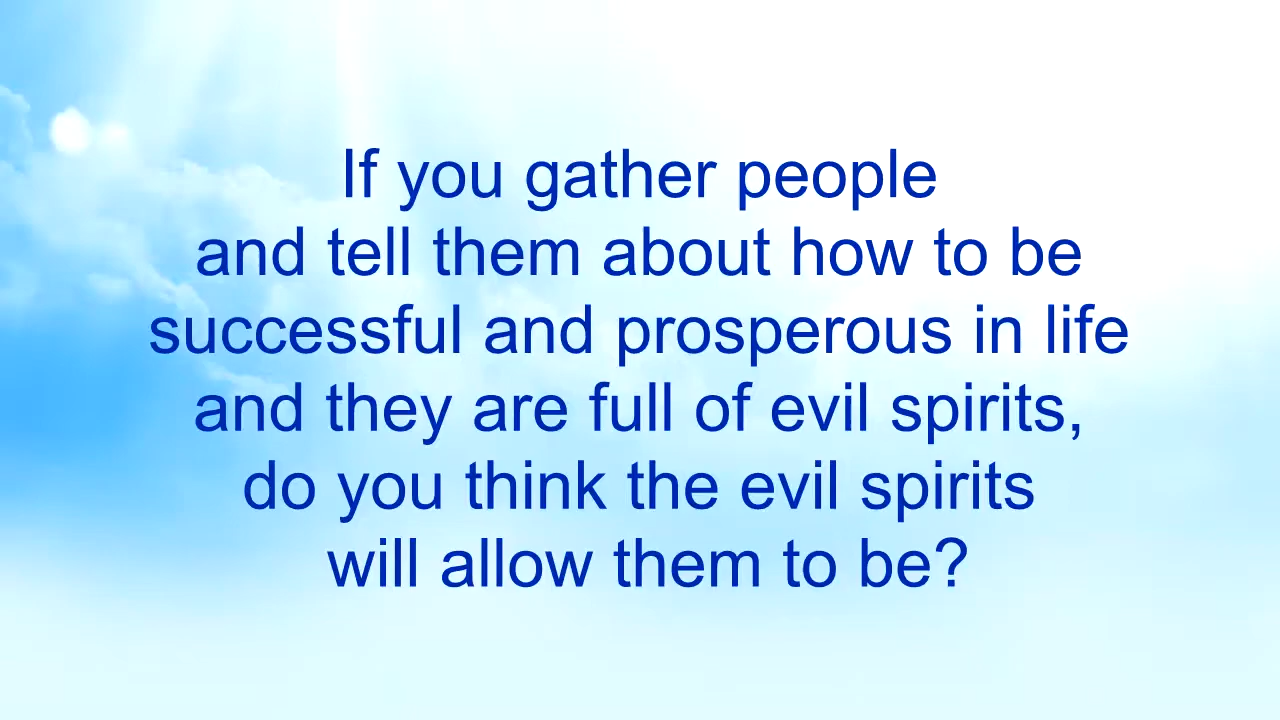 If you gather people
and tell them about how to be
successful and prosperous in life
and they are full of evil spirits,
do you think the evil spirits
will allow them to be?